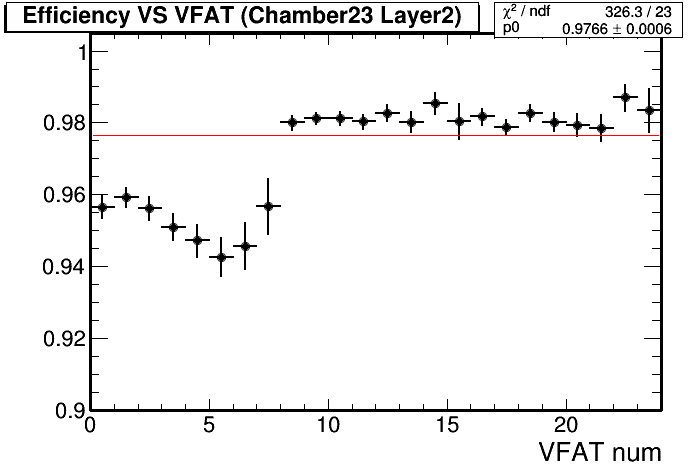 Efficiency VS VFAT (Chamber23 Layer2)
χ² / ndf 326.3 / 23
p0 0.9766 ± 0.0006
1
0.98
0.96
0.94
0.92
0.9
0 5 10 15 20
VFAT num